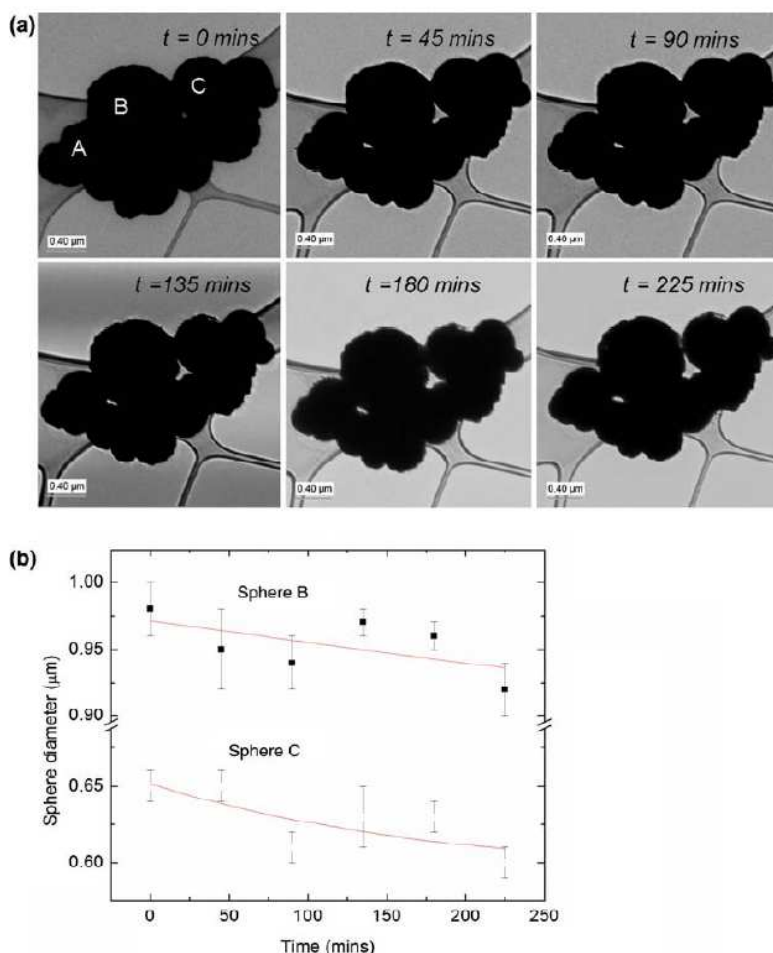 (a)
t = 0 mins
t = 45 mins
t = 90 mins
B
C
A
0.40 µm
0.40 µm
0.40 µm
t =135 mins
t =180 mins
t = 225 mins
0.40 µm
0.40 µm
0.40 µm
(b)
1.00
Sphere B
0.95
0.90
Sphere C
0.65
0.60
Sphere diameter (µm)
0
50
100
150
200
250
Time (mins)